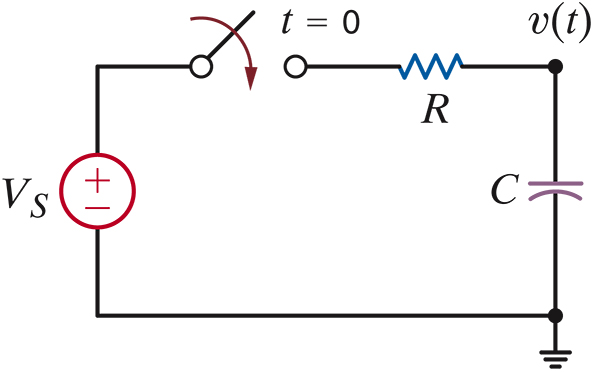 t = 0
v(t)
R
V_S
+
−
C